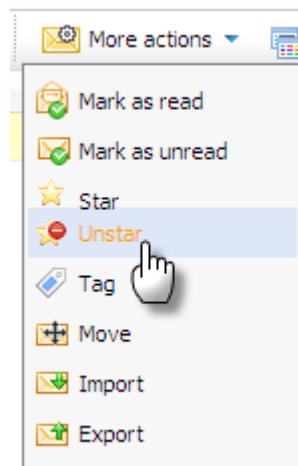 More actions
Mark as read
Mark as unread
Star
Unstar
Tag
Move
Import
Export